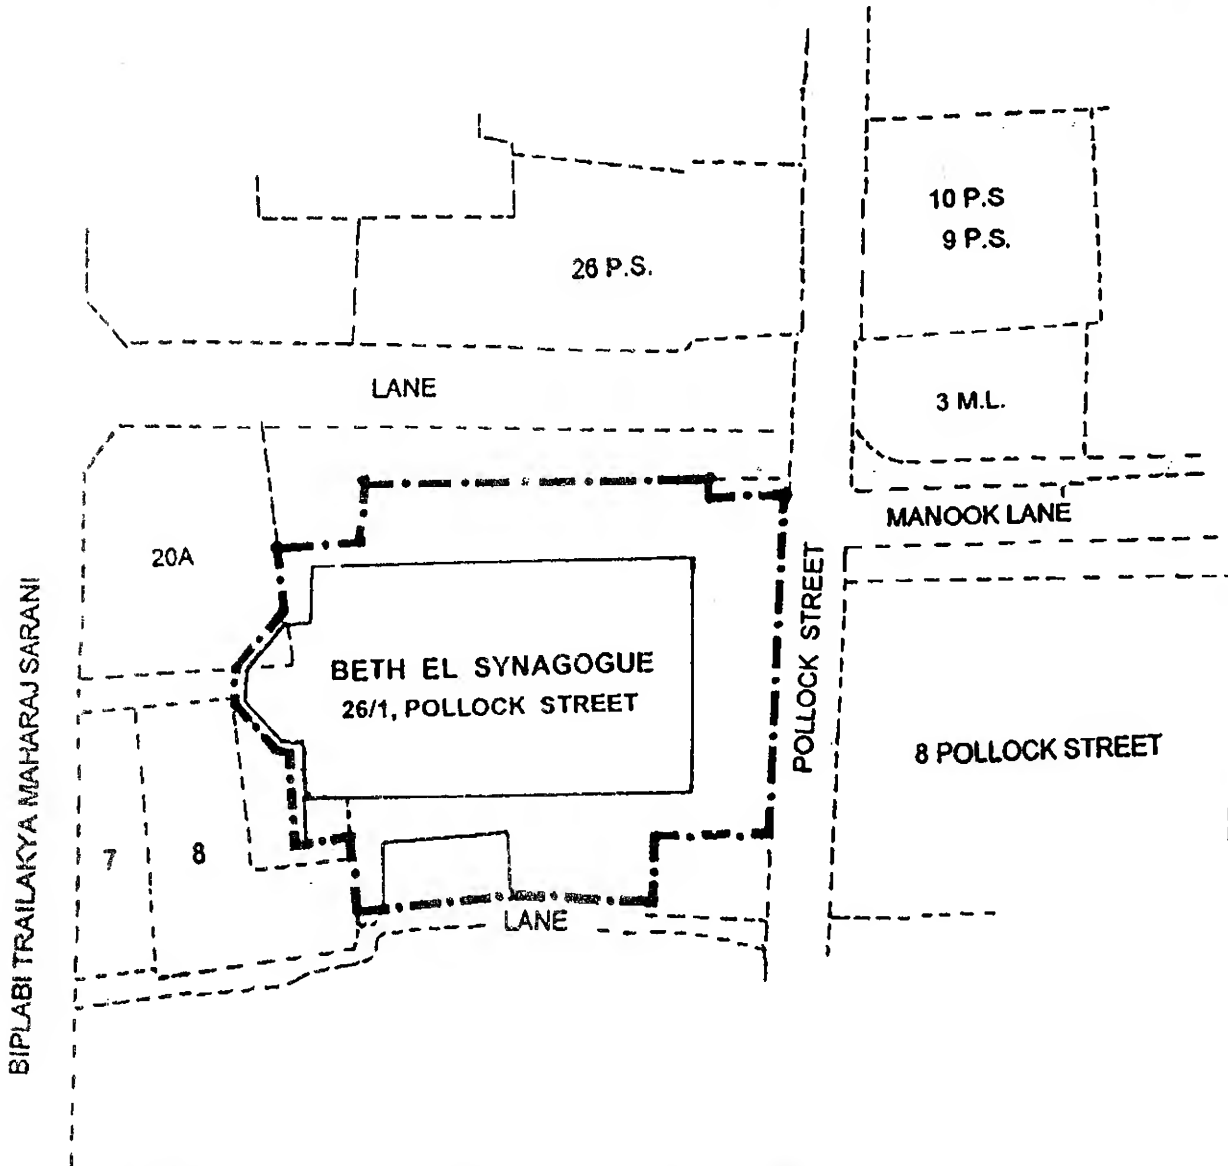 10 P.S
9 P.S.
26 P.S.
LANE
3 M.L.
MANOOK LANE
20A
POLLOCK STREET
BETH EL SYNAGOGUE
26/1, POLLOCK STREET
8 POLLOCK STREET
BIPLABI TRAILAKYA MAHARAJ SARANI
7
8
LANE